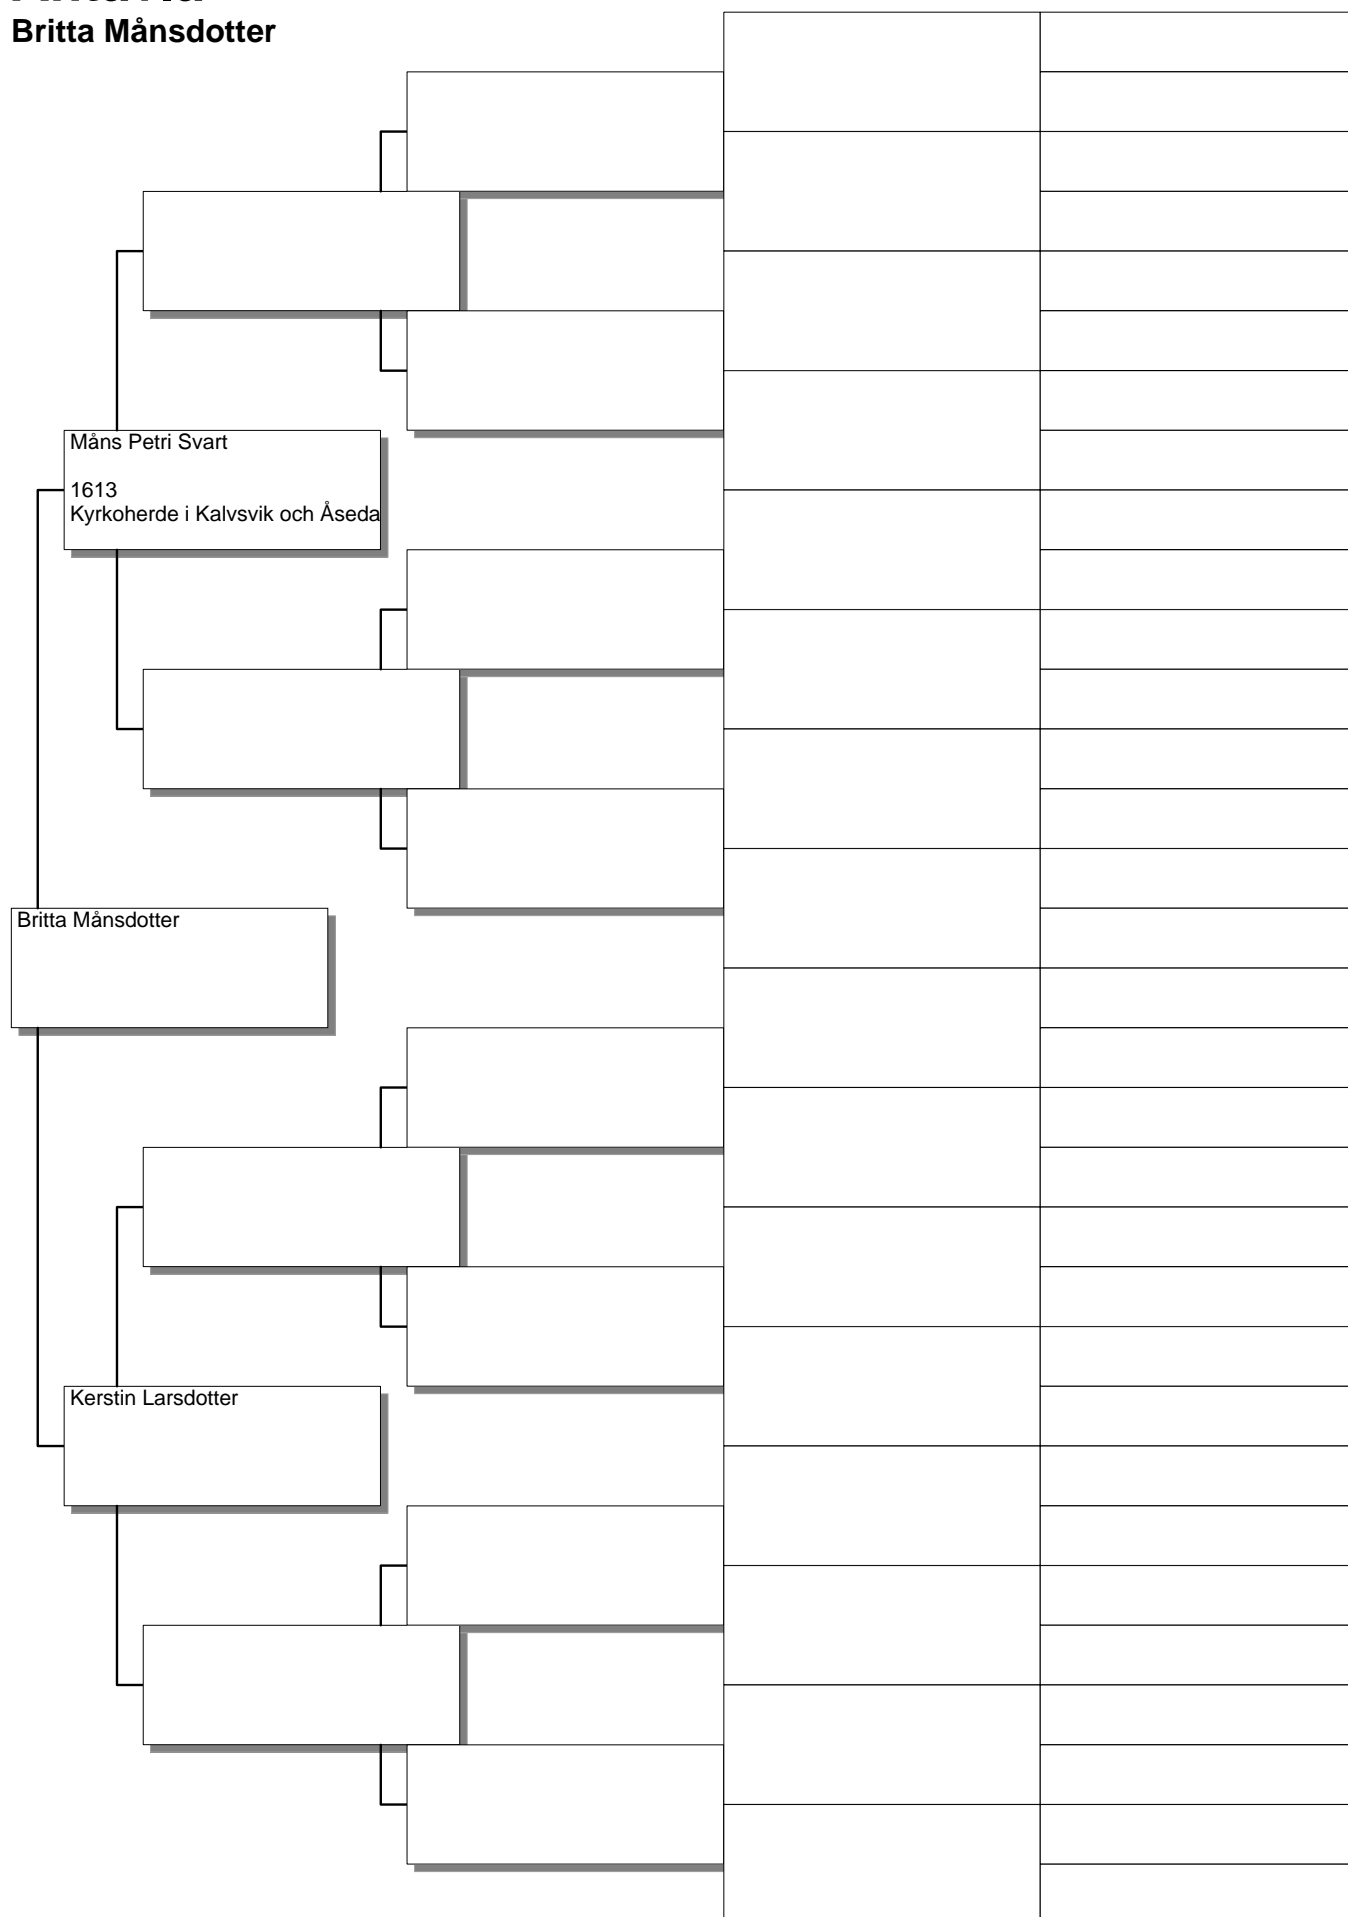 Britta Månsdotter
Måns Petri Svart
1613
Kyrkoherde i Kalvsvik och Åseda
Britta Månsdotter
Kerstin Larsdotter